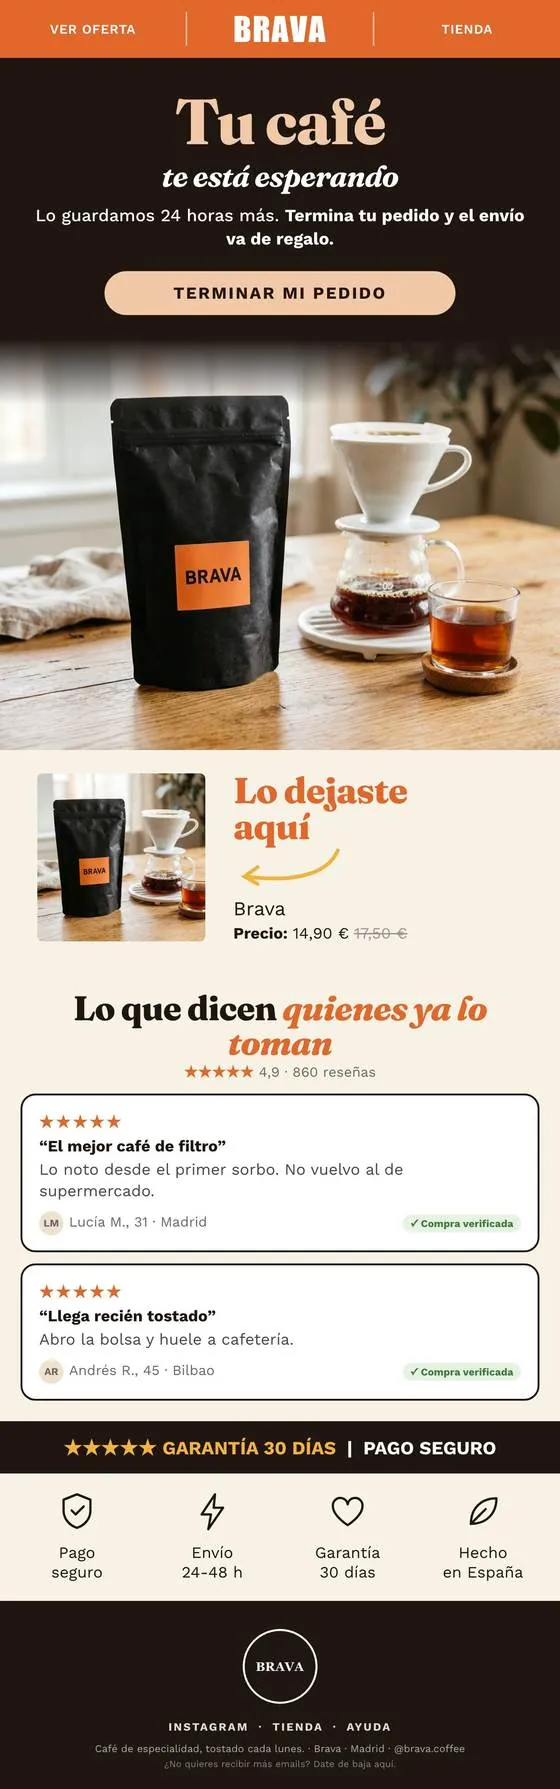 VER OFERTA
BRAVA
TIENDA
Tu café
te está esperando
Lo guardamos 24 horas más. Termina tu pedido y el envío
va de regalo.
TERMINAR MI PEDIDO
BRAVA
Lo dejaste
aquí
BRAVA
Brava
Precio: 14,90 € 17,50 €
Lo que dicen quienes ya lo
toman
★★★★★ 4,9 · 860 reseñas
★★★★★
“El mejor café de filtro”
Lo noto desde el primer sorbo. No vuelvo al de
supermercado.
LM Lucía M., 31 · Madrid
✓ Compra verificada
★★★★★
“Llega recién tostado”
Abro la bolsa y huele a cafetería.
AR Andrés R., 45 · Bilbao
✓ Compra verificada
★★★★★ GARANTÍA 30 DÍAS | PAGO SEGURO
Pago
seguro
Envío
24-48 h
Garantía
30 días
Hecho
en España
BRAVA
INSTAGRAM · TIENDA · AYUDA
Café de especialidad, tostado cada lunes. · Brava · Madrid · @brava.coffee
¿No quieres recibir más emails? Date de baja aquí.